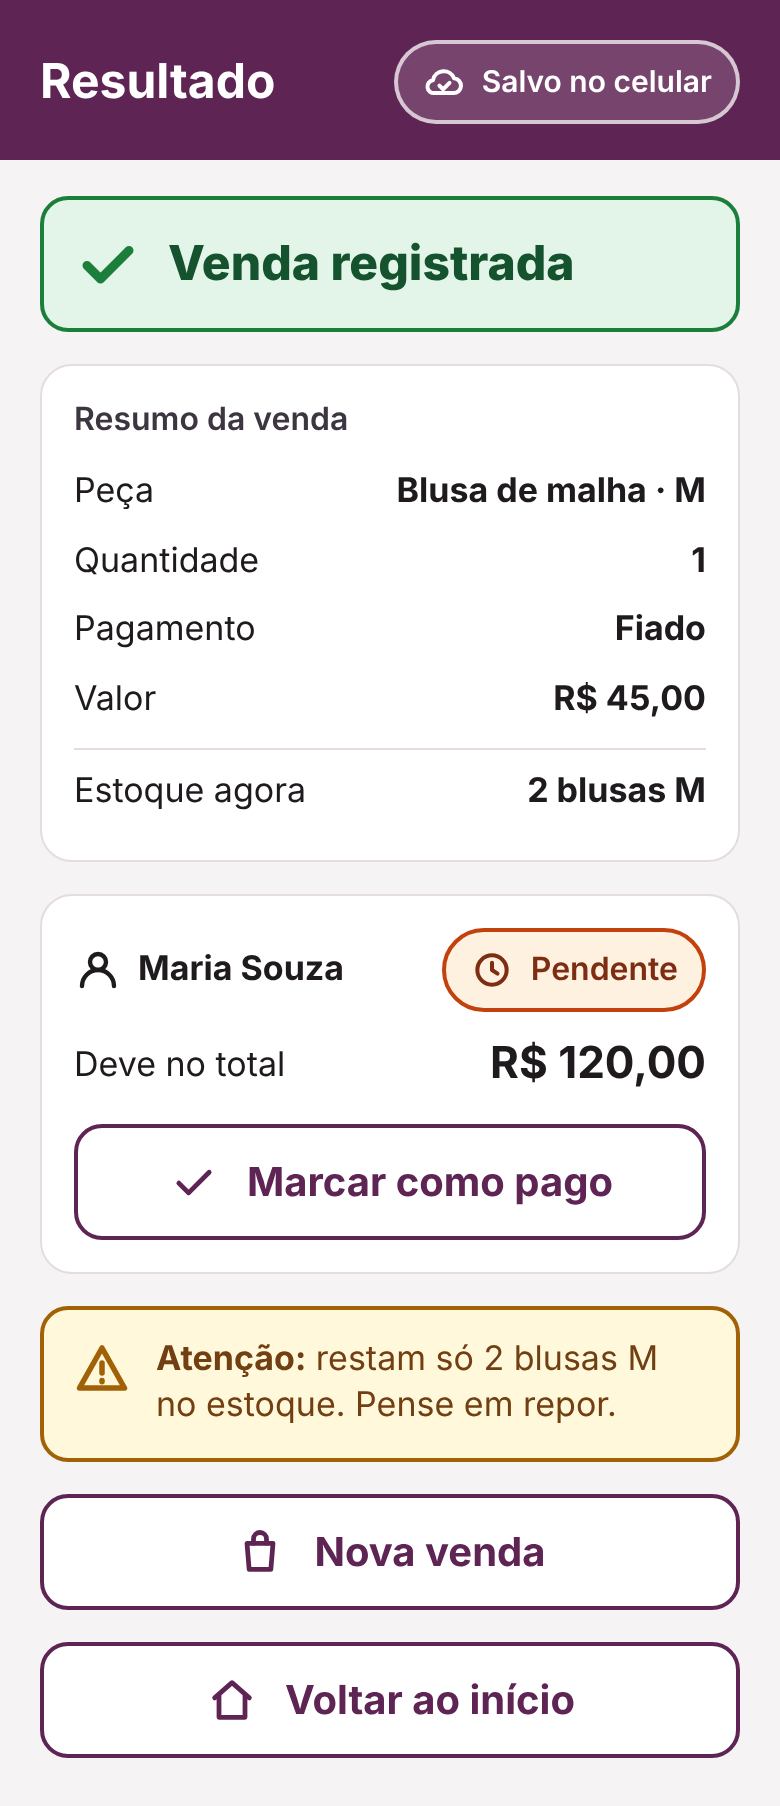 Resultado
Salvo no celular
Venda registrada
Resumo da venda
Peça Blusa de malha · M
Quantidade 1
Pagamento Fiado
Valor R$ 45,00
Estoque agora 2 blusas M
Maria Souza Pendente
Deve no total R$ 120,00
Marcar como pago
Atenção: restam só 2 blusas M
no estoque. Pense em repor.
Nova venda
Voltar ao início